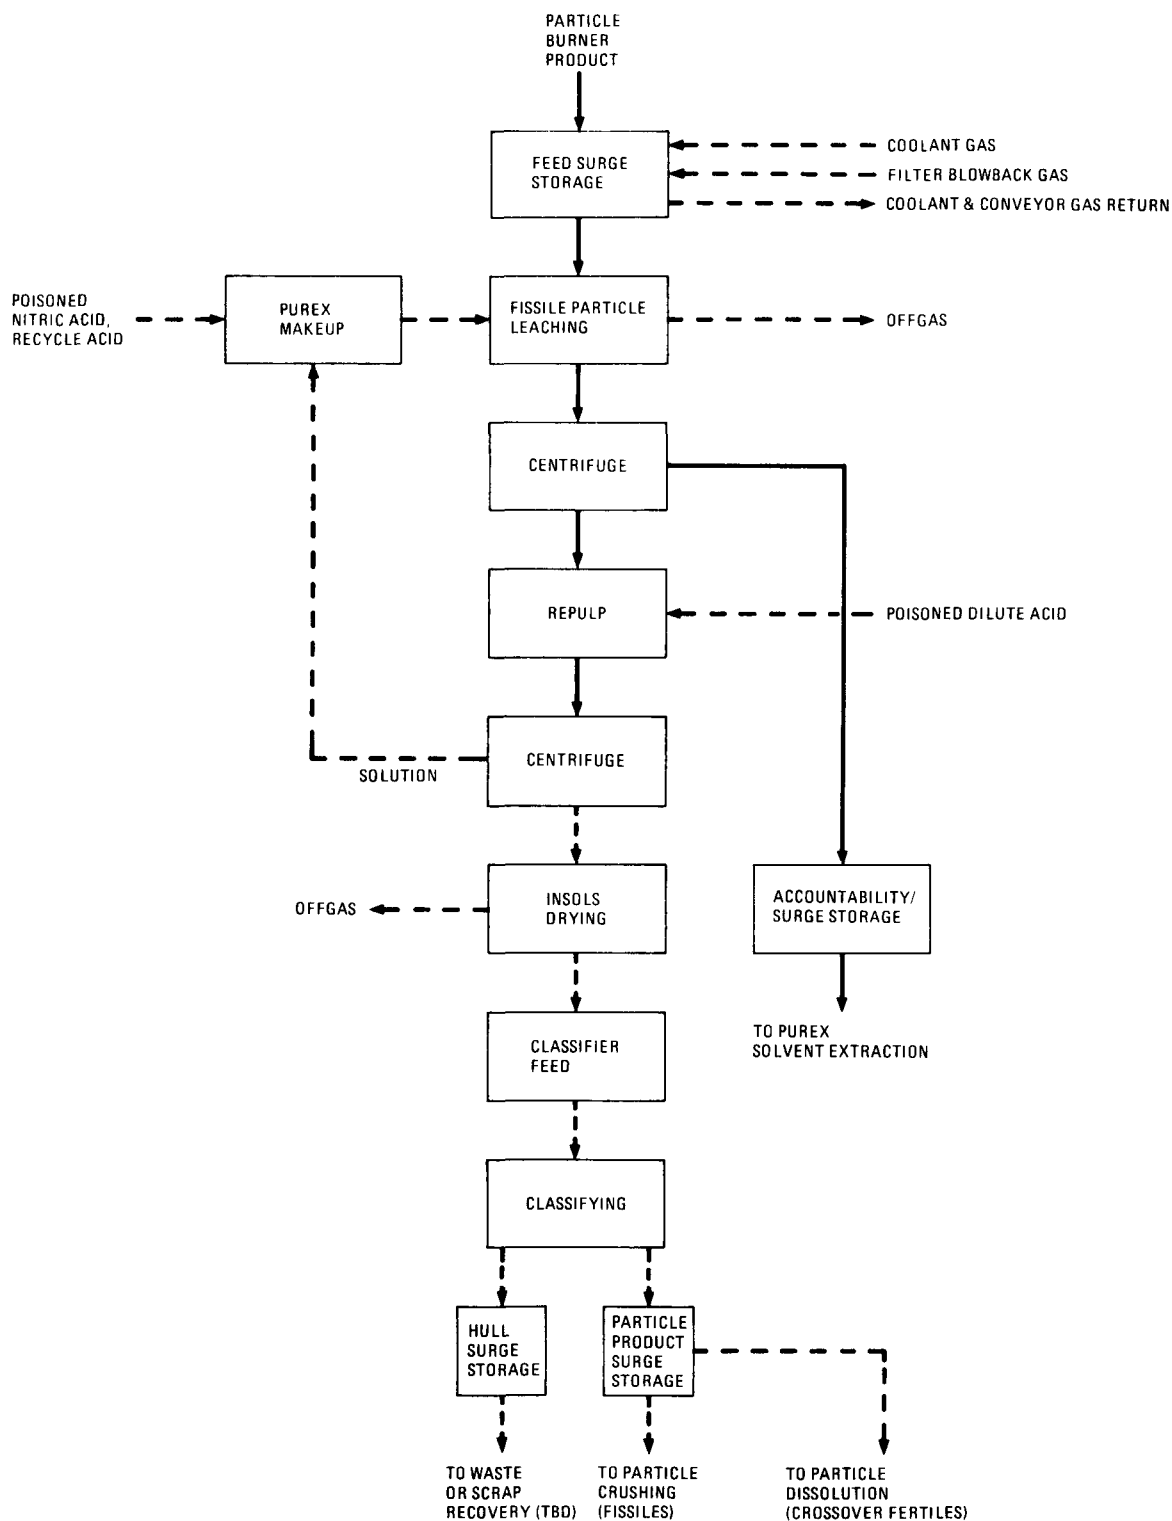 PARTICLE
BURNER
PRODUCT
FEED SURGE
STORAGE
COOLANT GAS
FILTER BLOWBACK GAS
COOLANT & CONVEYOR GAS RETURN
POISONED
NITRIC ACID,
RECYCLE ACID
PUREX
MAKEUP
FISSILE PARTICLE
LEACHING
OFFGAS
CENTRIFUGE
REPULP
POISONED DILUTE ACID
CENTRIFUGE
SOLUTION
OFFGAS
INSOLS
DRYING
ACCOUNTABILITY/
SURGE STORAGE
CLASSIFIER
FEED
TO PUREX
SOLVENT EXTRACTION
CLASSIFYING
HULL
SURGE
STORAGE
PARTICLE
PRODUCT
SURGE
STORAGE
TO WASTE
OR SCRAP
RECOVERY (TBD)
TO PARTICLE
CRUSHING
(FISSILES)
TO PARTICLE
DISSOLUTION
(CROSSOVER FERTILES)